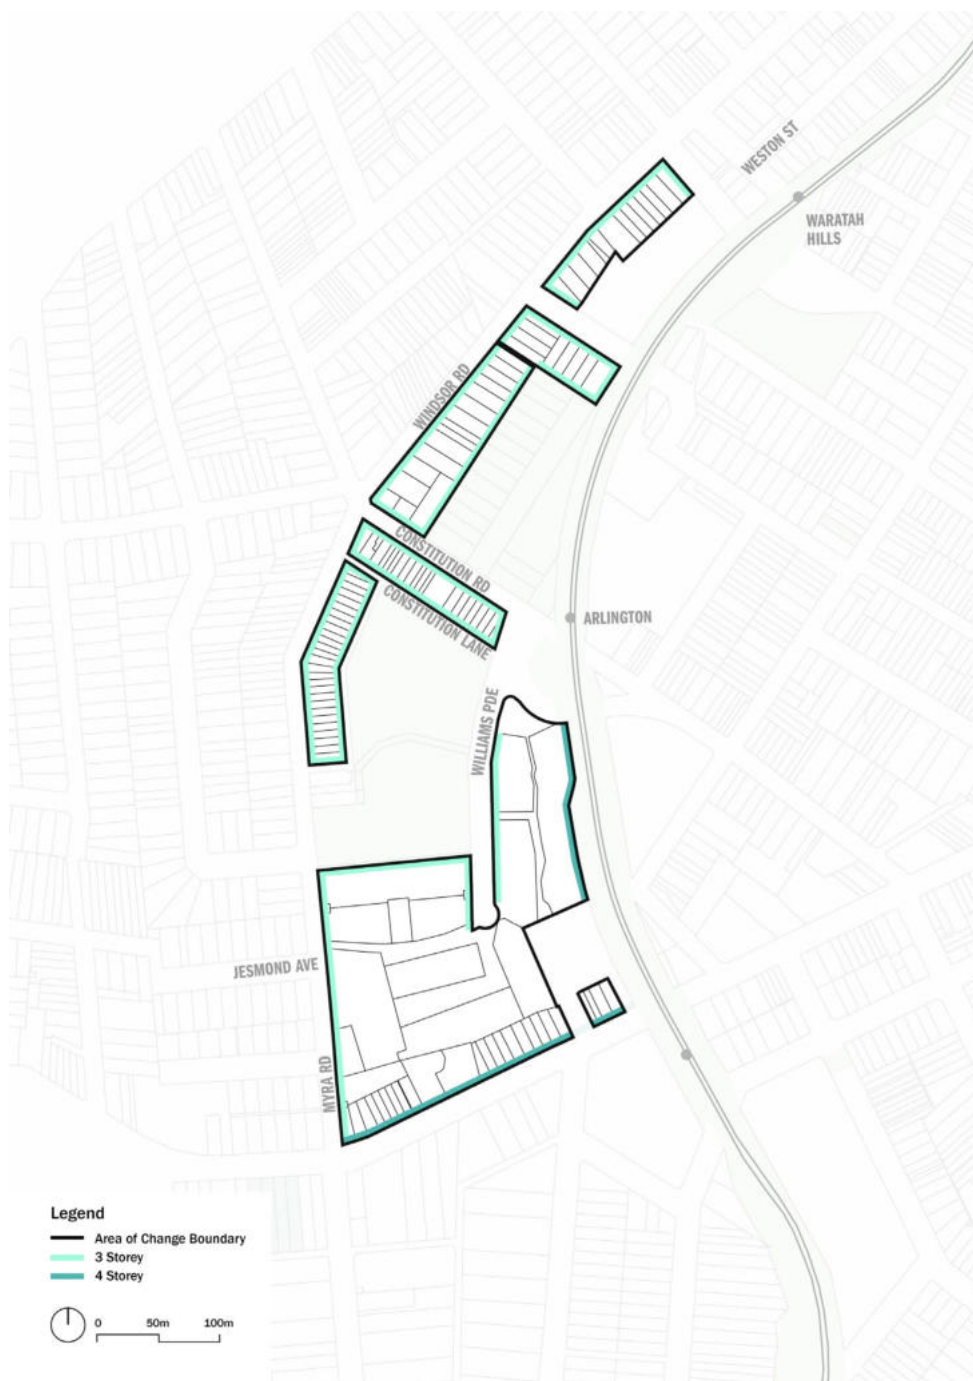 WESTON ST
WARATAH
HILLS
WINDSOR RD
CONSTITUTION RD
CONSTITUTION LANE
ARLINGTON
WILLIAMS PDE
JESMOND AVE
MYRA RD
Legend
Area of Change Boundary
3 Storey
4 Storey
0 50m 100m